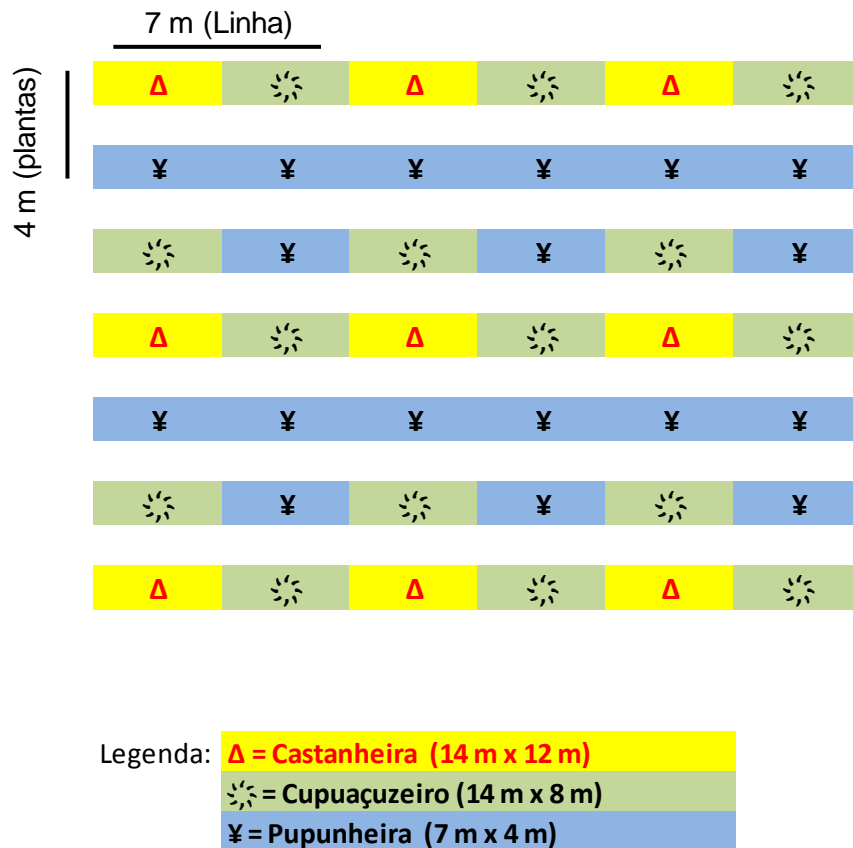 7 m (Linha)
4 m (plantas)
Δ Δ Δ
¥ ¥ ¥ ¥ ¥ ¥
¥ ¥ ¥
Δ Δ Δ
¥ ¥ ¥ ¥ ¥ ¥
¥ ¥ ¥
Δ Δ Δ
Legenda: Δ = Castanheira (14 m x 12 m)
= Cupuaçuzeiro (14 m x 8 m)
¥ = Pupunheira (7 m x 4 m)